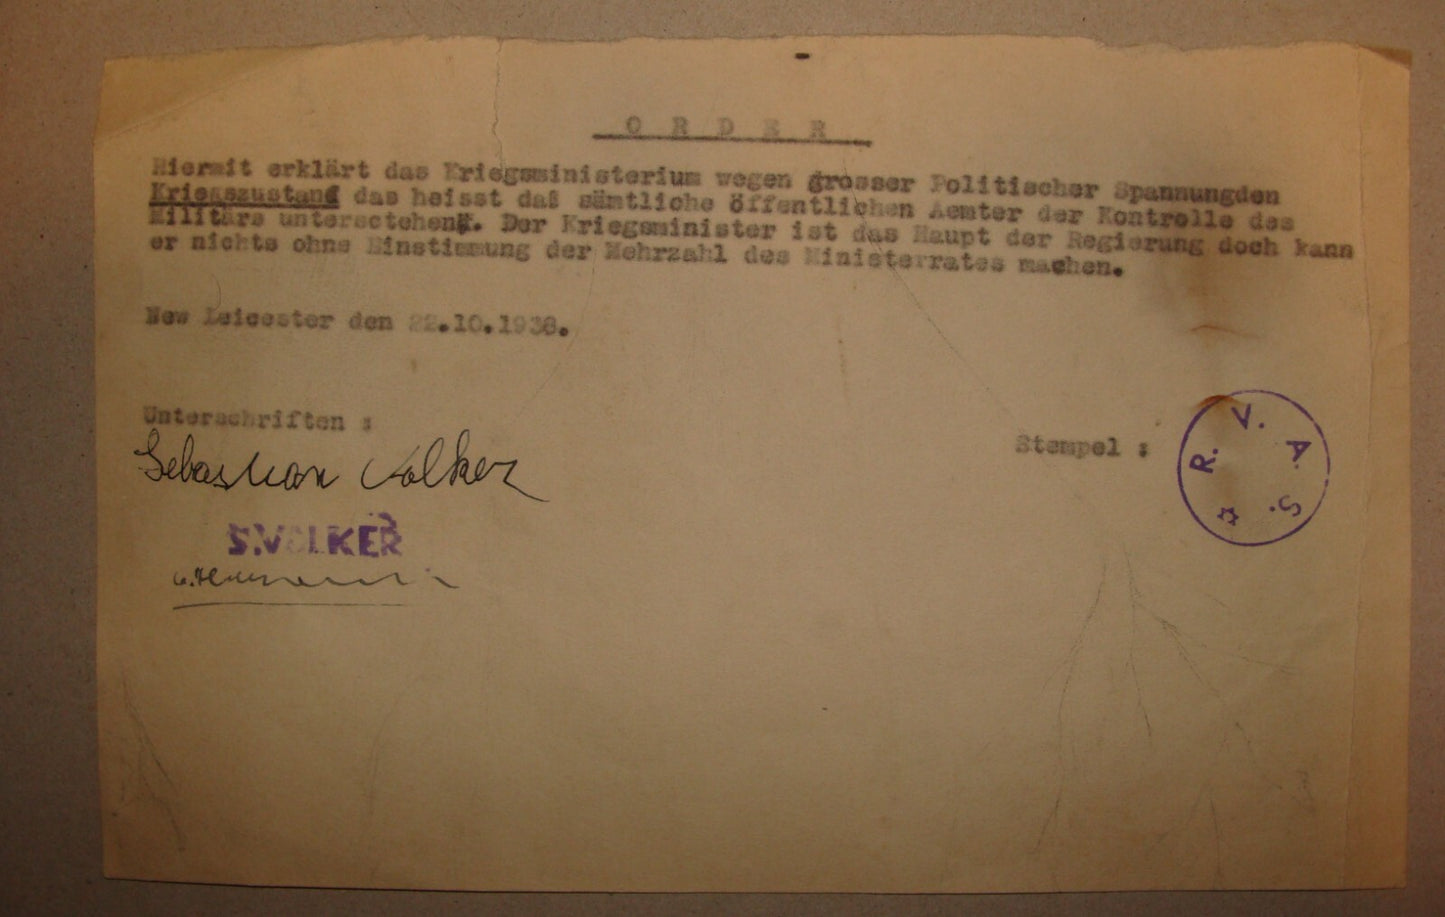 O R D E R
Hiermit erklärt das Kriegsministerium wegen grosser Politischer Spannungden
Kriegszustand das heisst daß sämtliche öffentlichen Aemter der Kontrolle des
Militärs untersctehen. Der Kriegsminister ist das Haupt der Regierung doch kann
er nichts ohne Einstimmung der Mehrzahl des Ministerrates machen.
New Leicester den 22.10.1938.
Unterschriften :
Sebastian Volker
S.VOLKER
Stempel :
R. V. A. S.